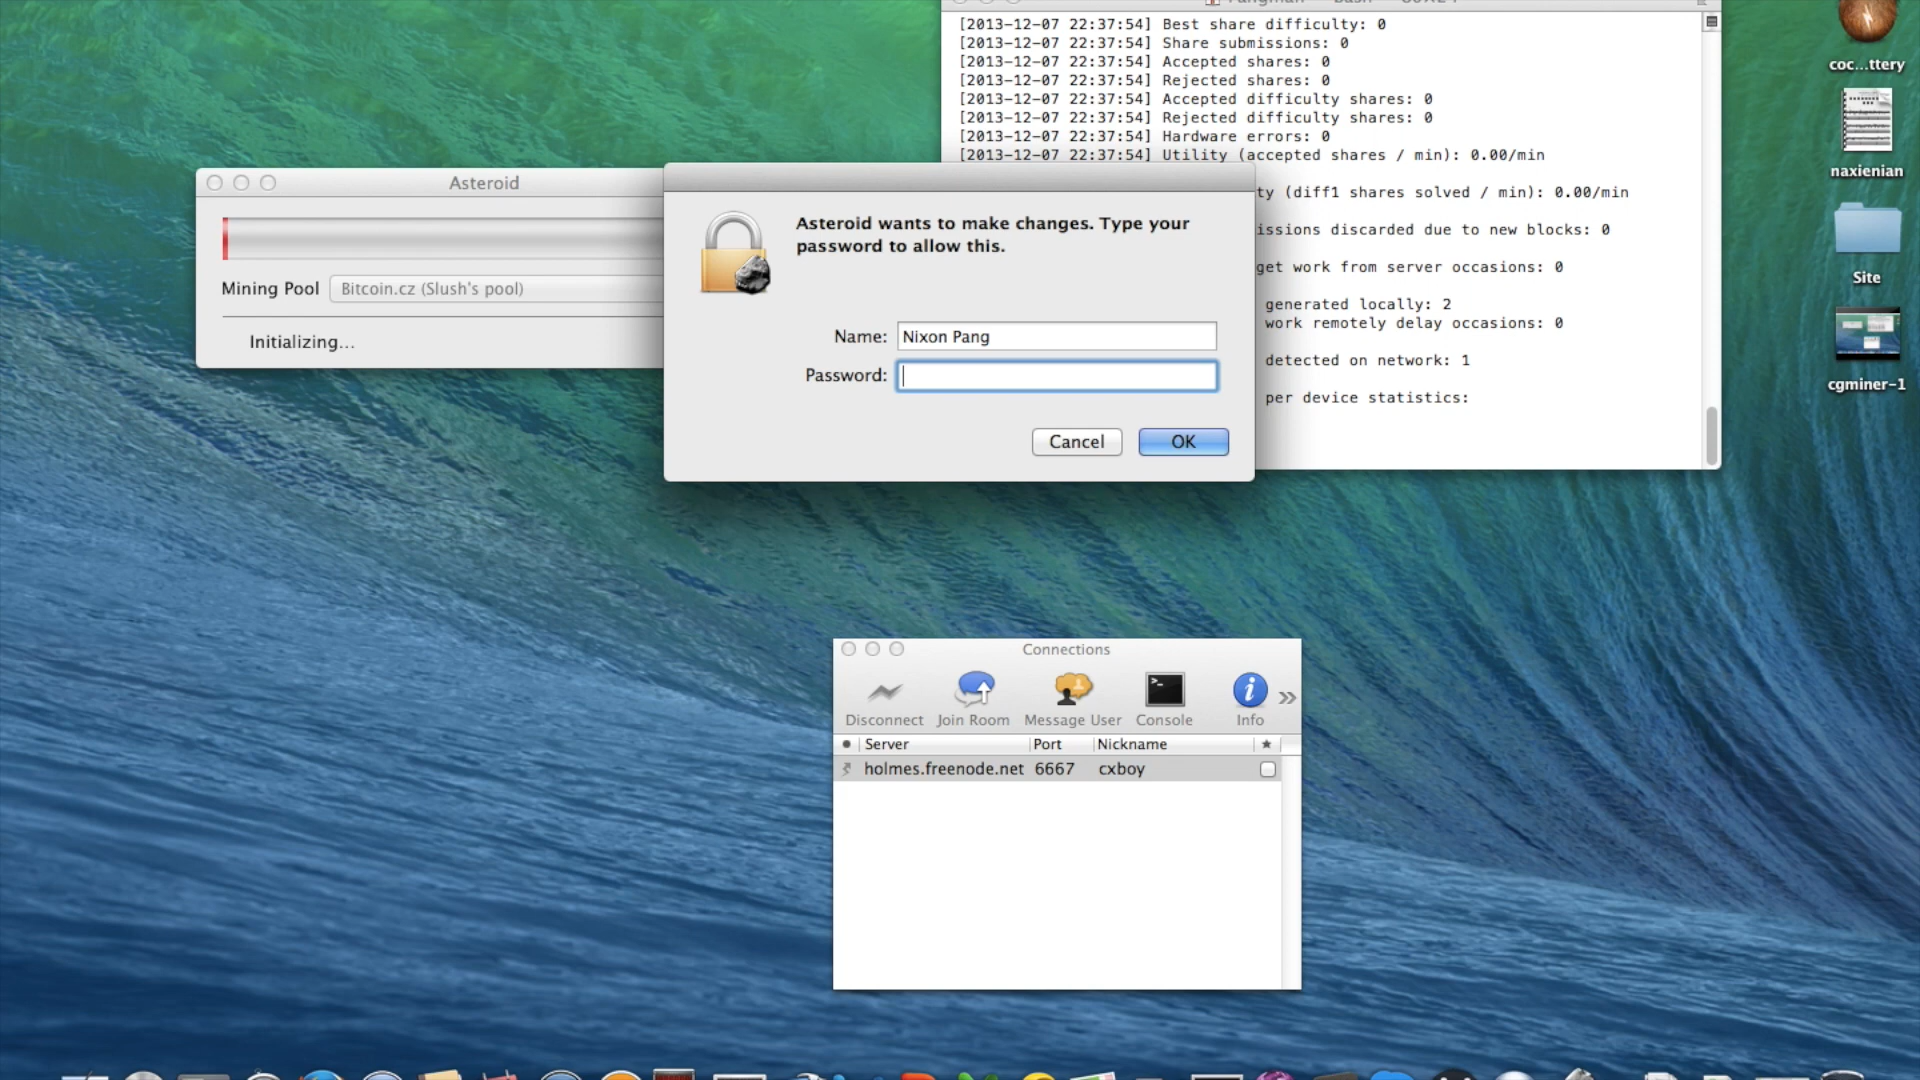 [2013-12-07 22:37:54] Best share difficulty: 0
[2013-12-07 22:37:54] Share submissions: 0
[2013-12-07 22:37:54] Accepted shares: 0
[2013-12-07 22:37:54] Rejected shares: 0
[2013-12-07 22:37:54] Accepted difficulty shares: 0
[2013-12-07 22:37:54] Rejected difficulty shares: 0
[2013-12-07 22:37:54] Hardware errors: 0
[2013-12-07 22:37:54] Utility (accepted shares / min): 0.00/min
ty (diff1 shares solved / min): 0.00/min
issions discarded due to new blocks: 0
get work from server occasions: 0
generated locally: 2
work remotely delay occasions: 0
detected on network: 1
per device statistics:
coc...ttery
naxienian
Site
cgminer-1
Asteroid
Mining Pool
Bitcoin.cz (Slush's pool)
Initializing...
Asteroid wants to make changes. Type your
password to allow this.
Name: Nixon Pang
Password:
Cancel
OK
Connections
Disconnect
Join Room
Message User
Console
Info
Server
Port
Nickname
holmes.freenode.net 6667 cxboy